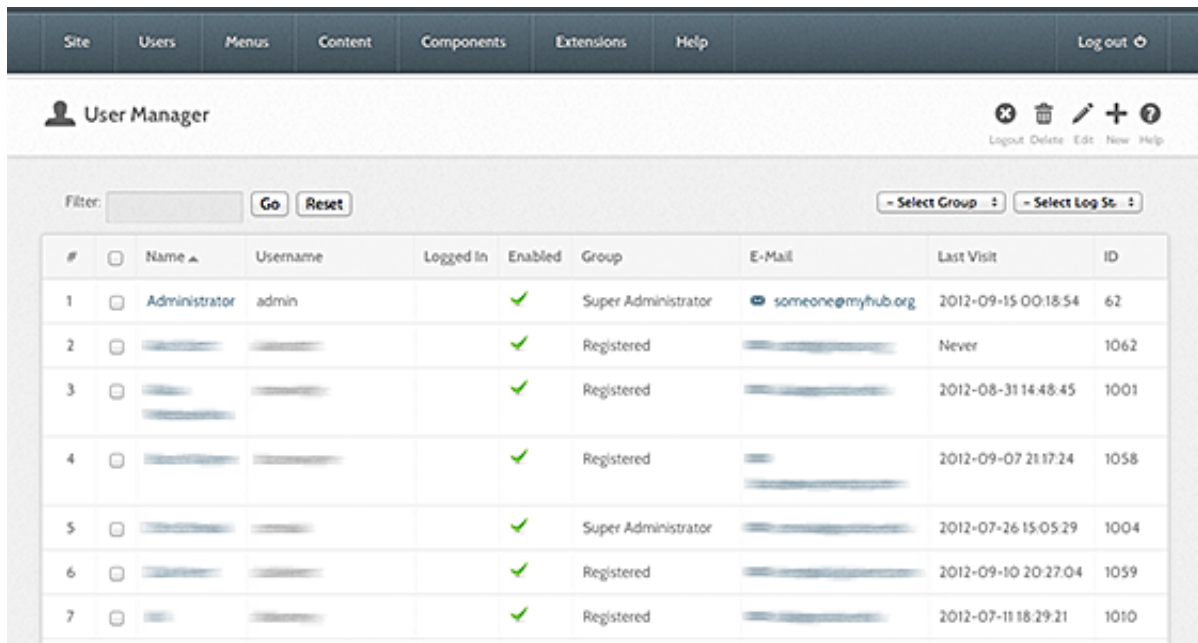 Site Users Menus Content Components Extensions Help Log out
User Manager
Logout Delete Edit New Help
Filter: Go Reset - Select Group - Select Log St.
# Name Username Logged In Enabled Group E-Mail Last Visit ID
1 Administrator admin Super Administrator someone@myhub.org 2012-09-15 00:18:54 62
2 Registered Never 1062
3 Registered 2012-08-31 14:48:45 1001
4 Registered 2012-09-07 21:17:24 1058
5 Super Administrator 2012-07-26 15:05:29 1004
6 Registered 2012-09-10 20:27:04 1059
7 Registered 2012-07-11 18:29:21 1010